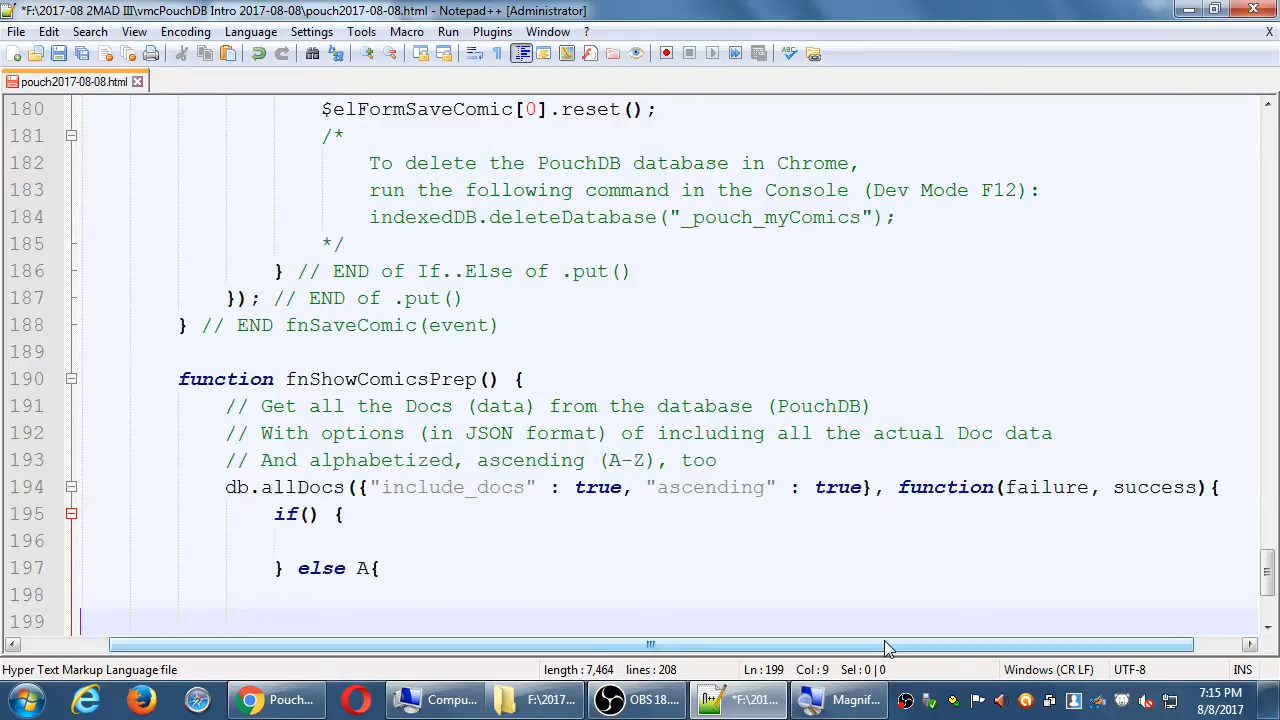 *F:\2017-08 2MAD III\vmcPouchDB Intro 2017-08-08\pouch2017-08-08.html - Notepad++ [Administrator]
File Edit Search View Encoding Language Settings Tools Macro Run Plugins Window ? X
pouch2017-08-08.html
180 $elFormSaveComic[0].reset();
181 /*
182 To delete the PouchDB database in Chrome,
183 run the following command in the Console (Dev Mode F12):
184 indexedDB.deleteDatabase("_pouch_myComics");
185 */
186 } // END of If..Else of .put()
187 }); // END of .put()
188 } // END fnSaveComic(event)
189
190 function fnShowComicsPrep() {
191 // Get all the Docs (data) from the database (PouchDB)
192 // With options (in JSON format) of including all the actual Doc data
193 // And alphabetized, ascending (A-Z), too
194 db.allDocs({"include_docs" : true, "ascending" : true}, function(failure, success){
195 if() {
196
197 } else A{
198
199
Hyper Text Markup Language file length : 7,464 lines : 208 Ln : 199 Col : 9 Sel : 0 | 0 Windows (CR LF) UTF-8 INS
Pouch... Compu... F:\2017... OBS 18.... *F:\201... Magnif... 7:15 PM
8/8/2017